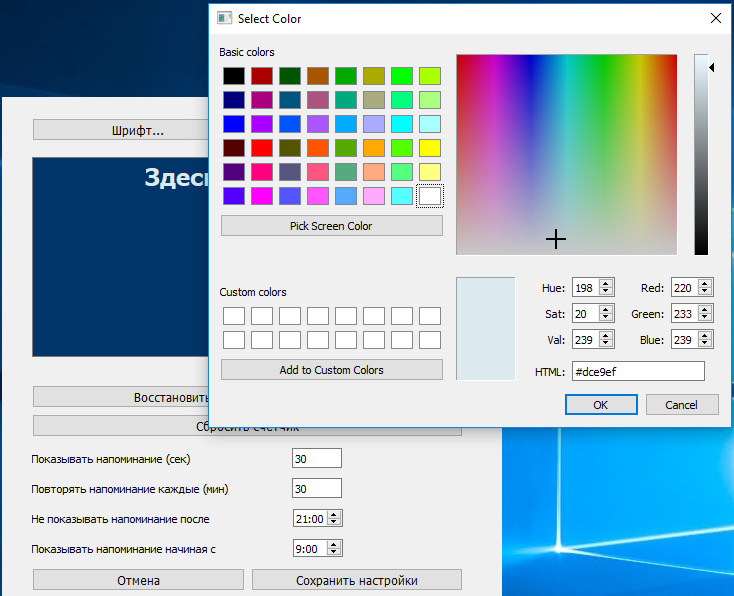 Select Color
Basic colors
Pick Screen Color
Custom colors
Add to Custom Colors
Hue: 198 Red: 220
Sat: 20 Green: 233
Val: 239 Blue: 239
HTML: #dce9ef
OK Cancel
Шрифт...
Восстановить
Сбросить счетчик
Показывать напоминание (сек) 30
Повторять напоминание каждые (мин) 30
Не показывать напоминание после 21:00
Показывать напоминание начиная с 9:00
Отмена Сохранить настройки